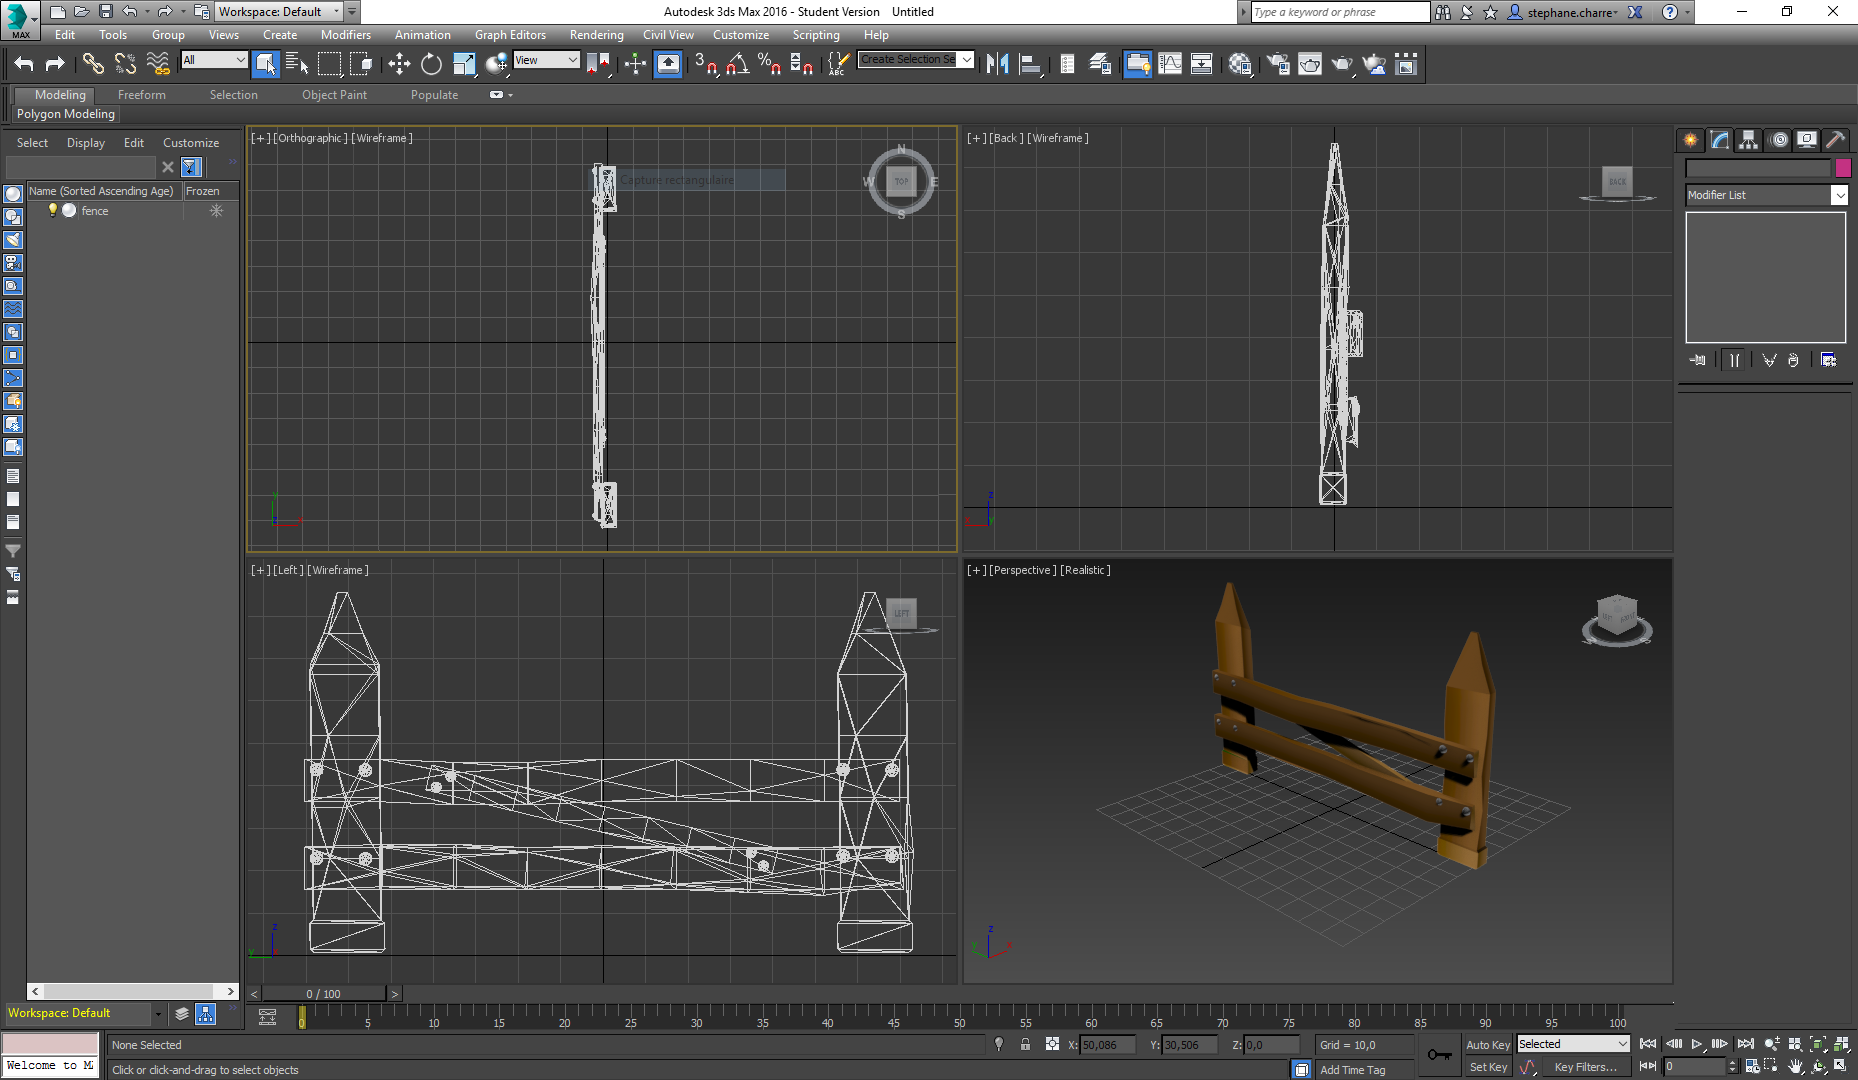 Workspace: Default
Autodesk 3ds Max 2016 - Student Version Untitled
Type a keyword or phrase
stephane.charre
MAX
Edit Tools Group Views Create Modifiers Animation Graph Editors Rendering Civil View Customize Scripting Help
All
View
3
ABC
Create Selection Se
Modeling Freeform Selection Object Paint Populate
Polygon Modeling
Select Display Edit Customize
Name (Sorted Ascending Age) Frozen
fence
[+] [Orthographic] [Wireframe]
Capture rectangulaire
N
W TOP E
S
[+] [Back] [Wireframe]
BACK
Modifier List
[+] [Left] [Wireframe]
LEFT
[+] [Perspective] [Realistic]
0 / 100
Workspace: Default
0 5 10 15 20 25 30 35 40 45 50 55 60 65 70 75 80 85 90 95 100
None Selected
X: 50,086 Y: 30,506 Z: 0,0
Grid = 10,0
Auto Key
Selected
Welcome to M
Click or click-and-drag to select objects
Add Time Tag
Set Key
Key Filters...
0